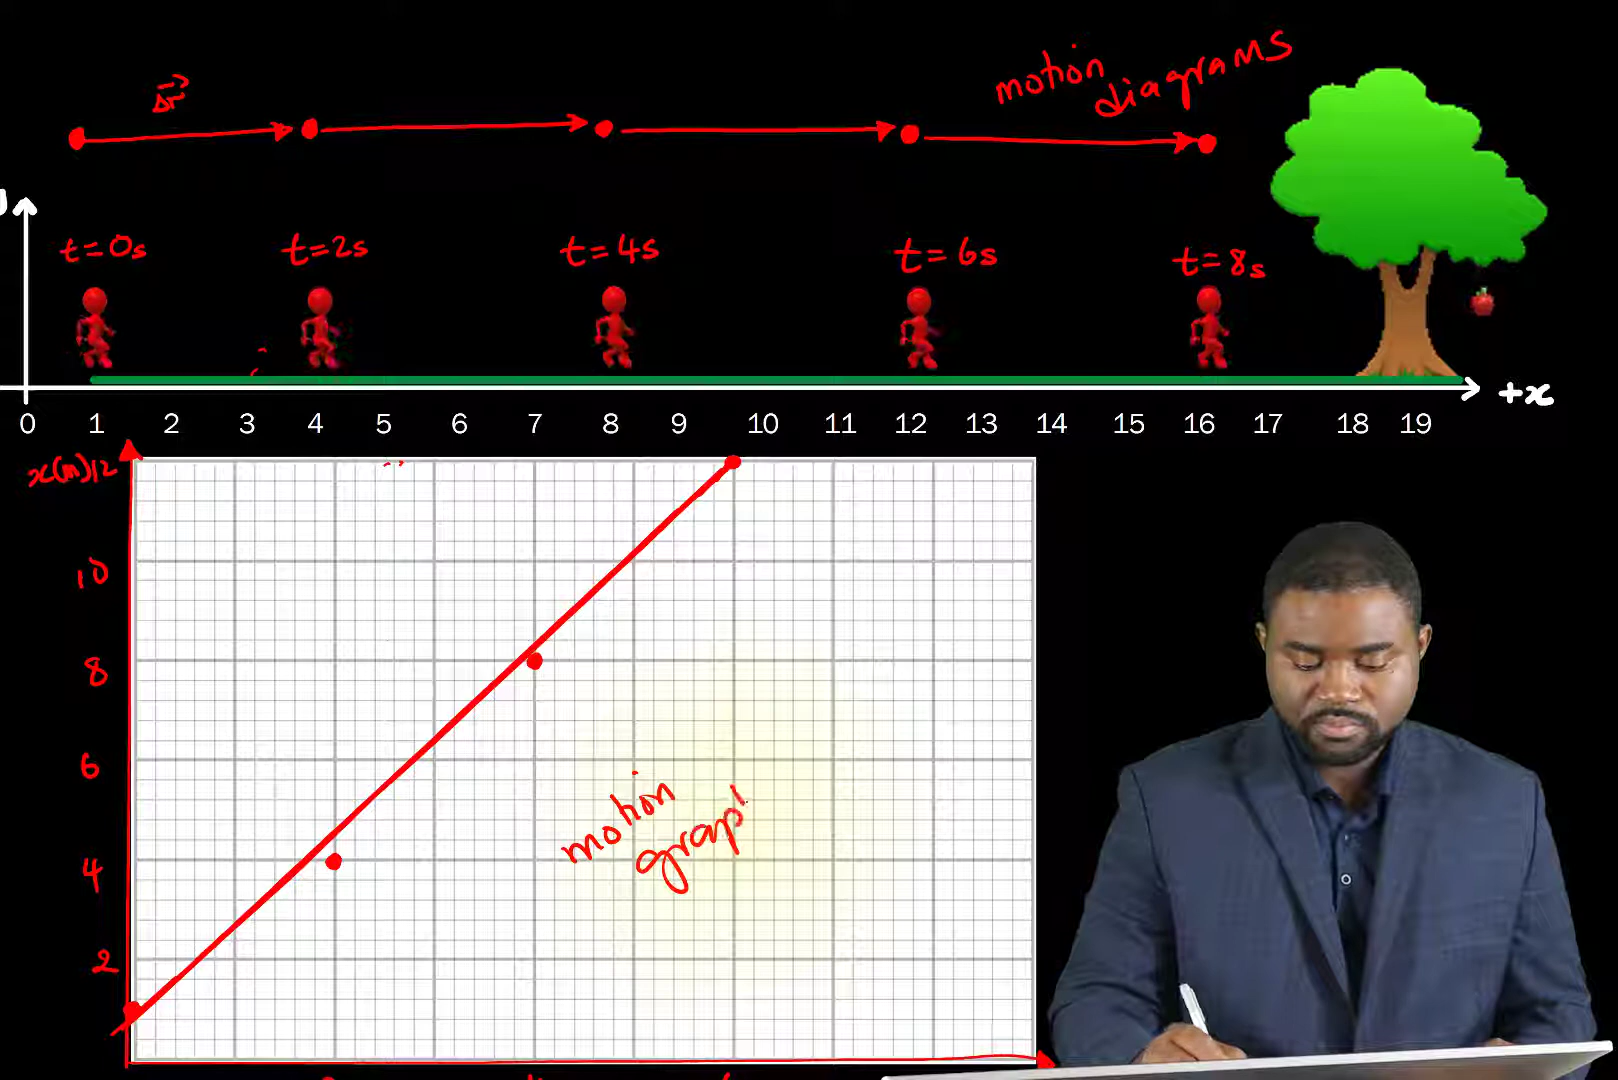 motion
diagrams
Δr
t=0s t=2s t=4s t=6s t=8s
+x
0 1 2 3 4 5 6 7 8 9 10 11 12 13 14 15 16 17 18 19
x(m) 12
10
8
6
4
2
motion
grap